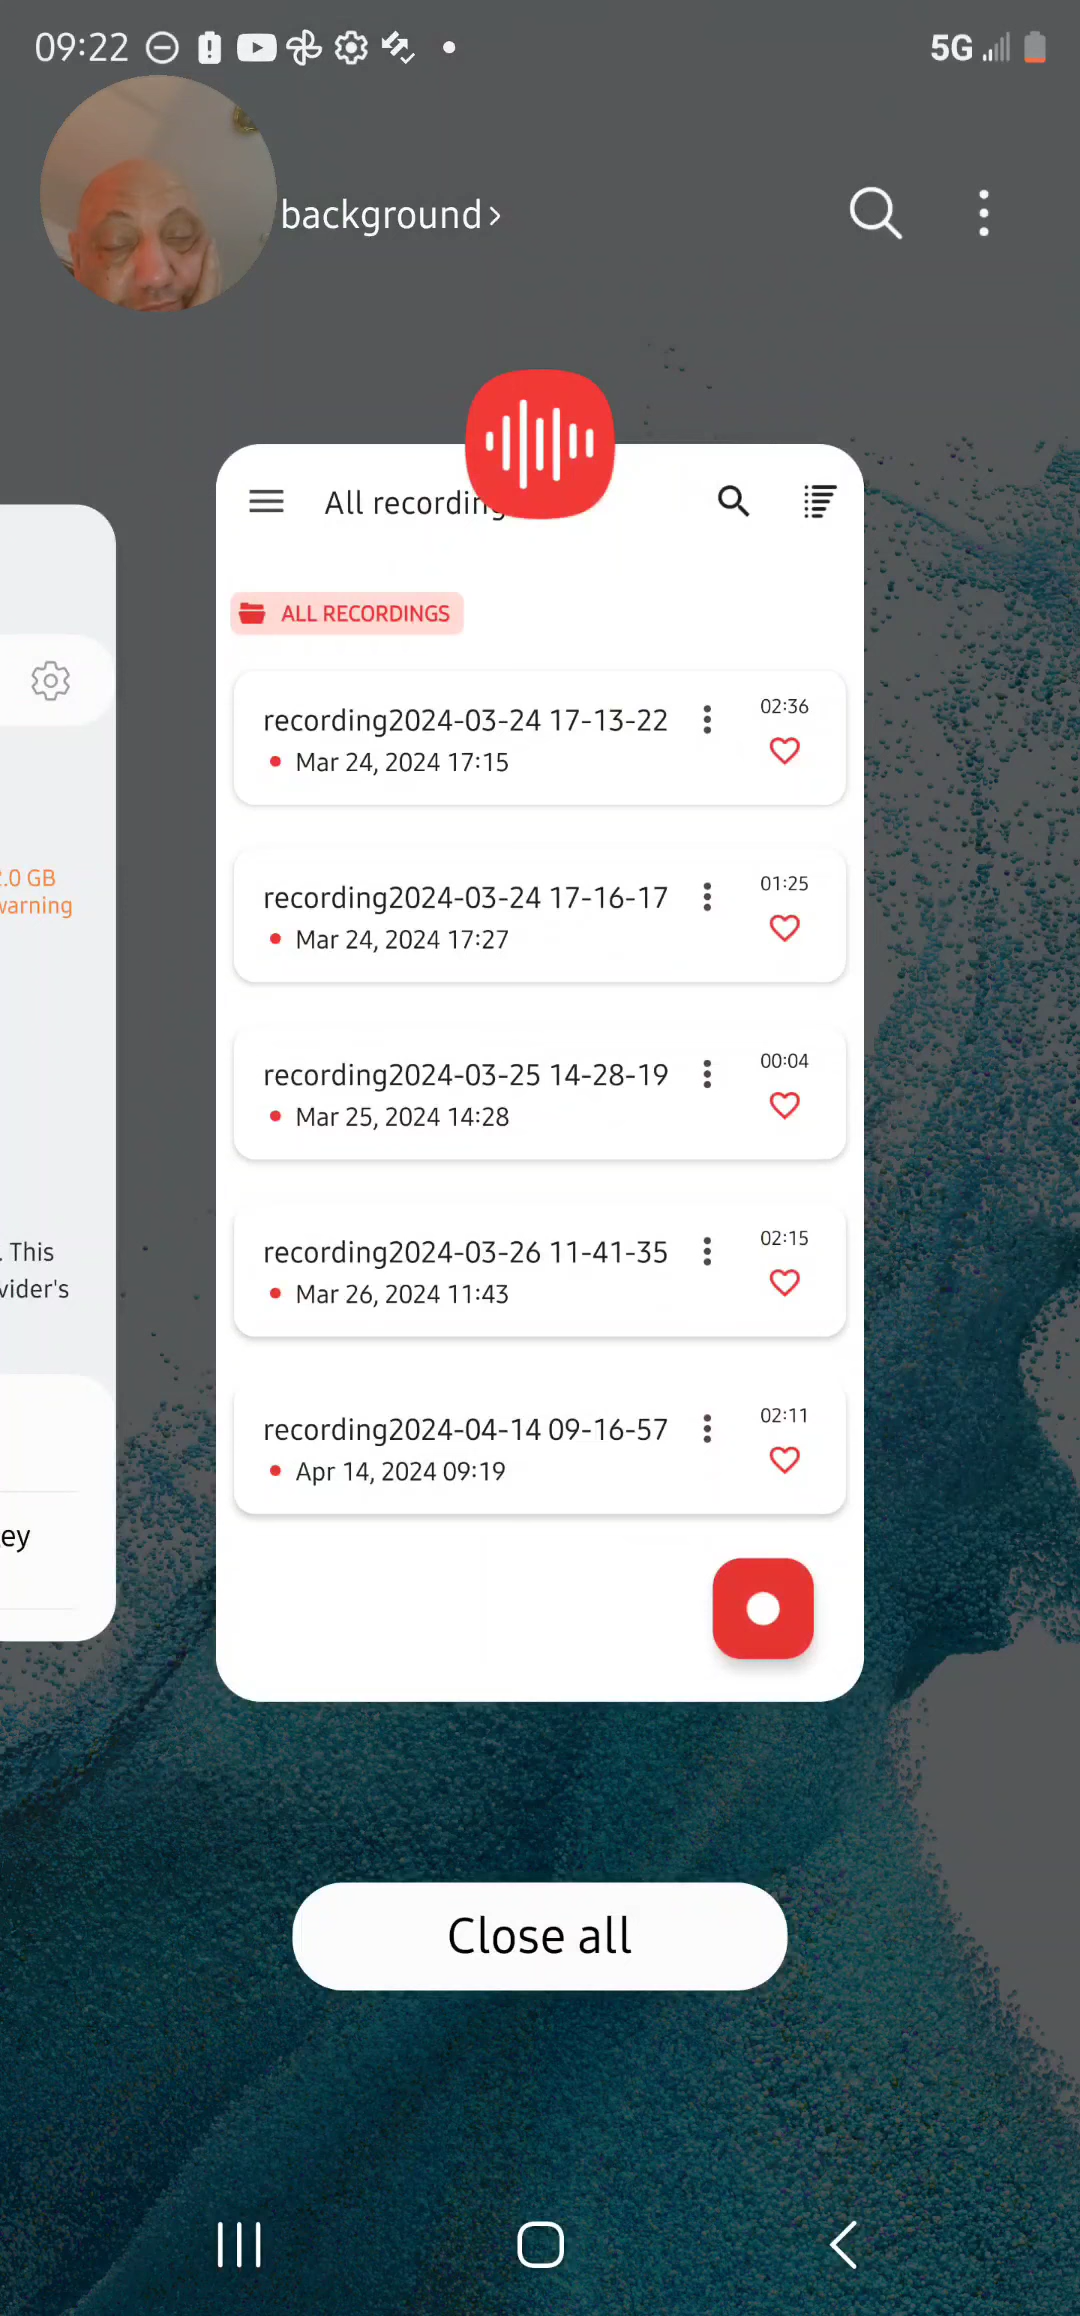 09:22
5G
background>
All recording
ALL RECORDINGS
recording2024-03-24 17-13-22
02:36
Mar 24, 2024 17:15
recording2024-03-24 17-16-17
01:25
Mar 24, 2024 17:27
recording2024-03-25 14-28-19
00:04
Mar 25, 2024 14:28
recording2024-03-26 11-41-35
02:15
Mar 26, 2024 11:43
recording2024-04-14 09-16-57
02:11
Apr 14, 2024 09:19
.0 GB
warning
. This
vider's
ey
Close all